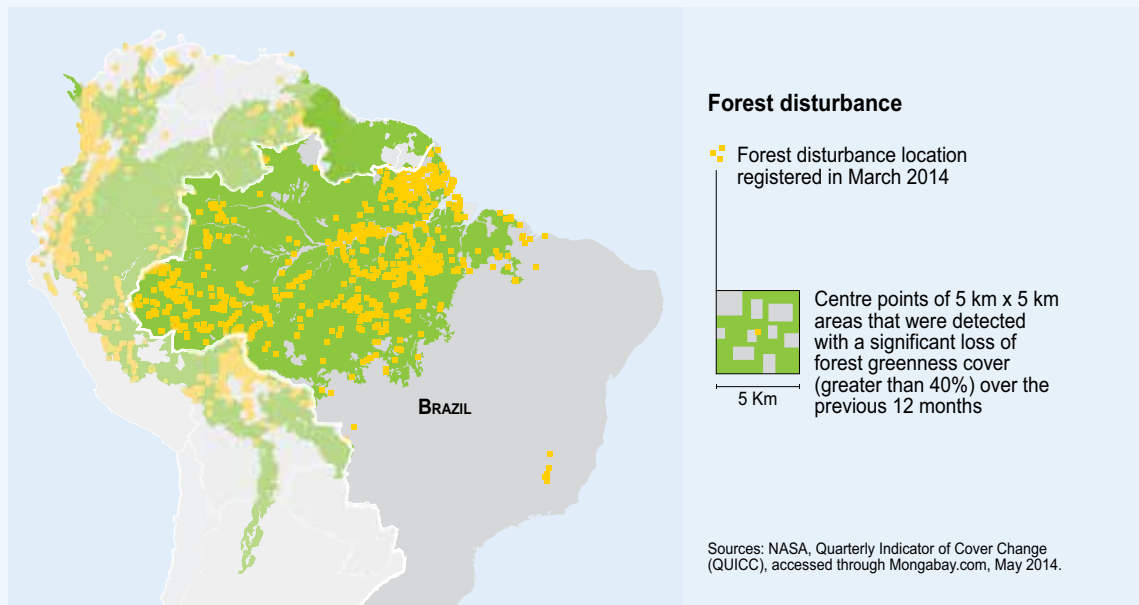 Forest disturbance
Forest disturbance location
registered in March 2014
Centre points of 5 km x 5 km
areas that were detected
with a significant loss of
forest greenness cover
(greater than 40%) over the
previous 12 months
5 Km
BRAZIL
Sources: NASA, Quarterly Indicator of Cover Change
(QUICC), accessed through Mongabay.com, May 2014.